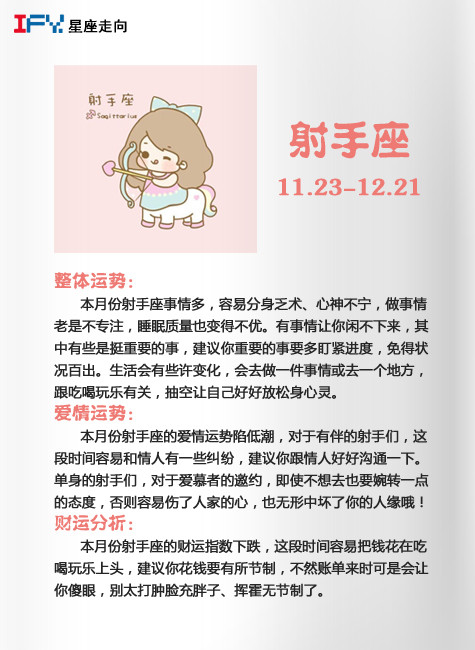 IFY 星座走向
射手座
Sagittarius
射手座
11.23-12.21
整体运势:
本月份射手座事情多，容易分身乏术、心神不宁，做事情
老是不专注，睡眠质量也变得不优。有事情让你闲不下来，其
中有些是挺重要的事，建议你重要的事要多盯紧进度，免得状
况百出。生活会有些许变化，会去做一件事情或去一个地方，
跟吃喝玩乐有关，抽空让自己好好放松身心灵。
爱情运势:
本月份射手座的爱情运势陷低潮，对于有伴的射手们，这
段时间容易和情人有一些纠纷，建议你跟情人好好沟通一下。
单身的射手们，对于爱慕者的邀约，即使不想去也要婉转一点
的态度，否则容易伤了人家的心，也无形中坏了你的人缘哦！
财运分析:
本月份射手座的财运指数下跌，这段时间容易把钱花在吃
喝玩乐上头，建议你花钱要有所节制，不然账单来时可是会让
你傻眼，别太打肿脸充胖子、挥霍无节制了。